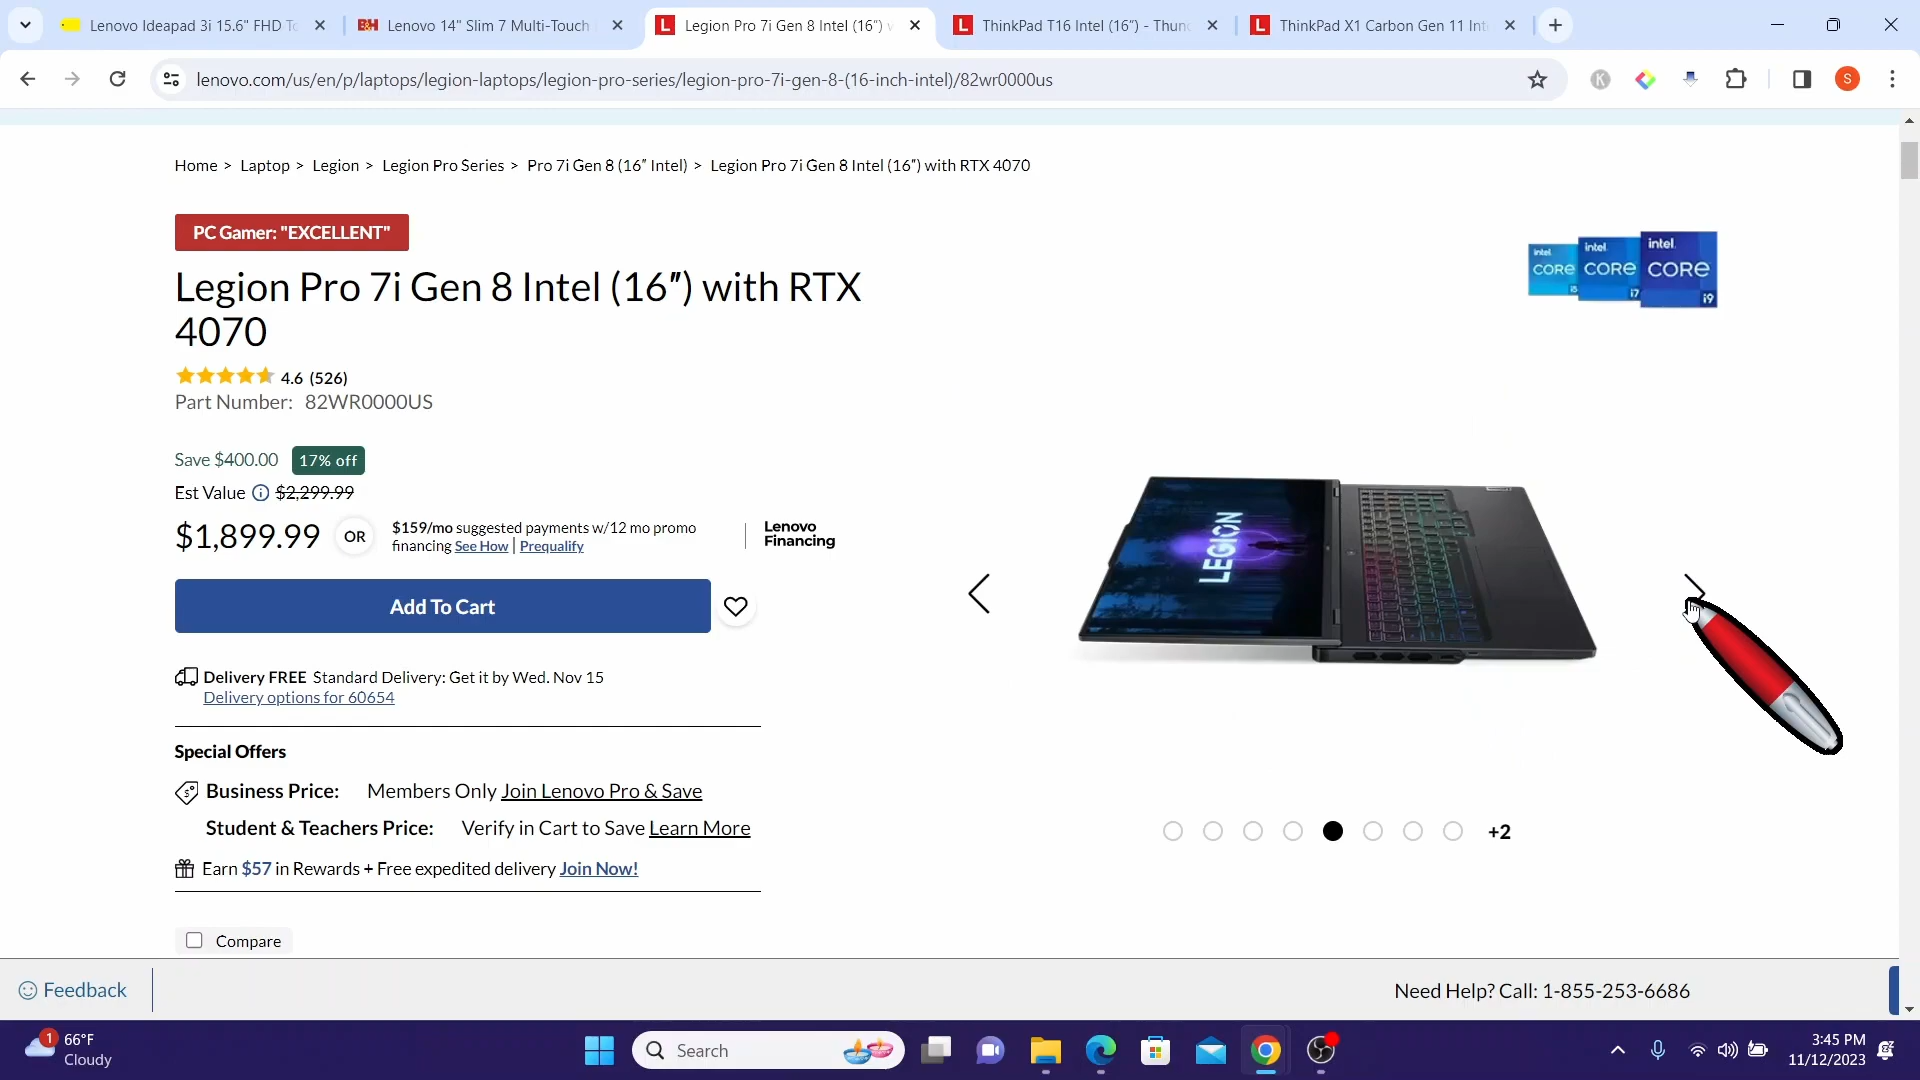 Lenovo Ideapad 3i 15.6" FHD To
B&H Lenovo 14" Slim 7 Multi-Touch
L Legion Pro 7i Gen 8 Intel (16″) v
L ThinkPad T16 Intel (16″) - Thun
L ThinkPad X1 Carbon Gen 11 Int
lenovo.com/us/en/p/laptops/legion-laptops/legion-pro-series/legion-pro-7i-gen-8-(16-inch-intel)/82wr0000us
K
S
Home > Laptop > Legion > Legion Pro Series > Pro 7i Gen 8 (16″ Intel) > Legion Pro 7i Gen 8 Intel (16″) with RTX 4070
PC Gamer: "EXCELLENT"
Legion Pro 7i Gen 8 Intel (16″) with RTX
4070
4.6 (526)
Part Number: 82WR0000US
Save $400.00 17% off
Est Value $2,299.99
$1,899.99 OR
$159/mo suggested payments w/12 mo promo
financing See How | Prequalify
Lenovo
Financing
Add To Cart
Delivery FREE Standard Delivery: Get it by Wed. Nov 15
Delivery options for 60654
Special Offers
Business Price: Members Only Join Lenovo Pro & Save
Student & Teachers Price: Verify in Cart to Save Learn More
Earn $57 in Rewards + Free expedited delivery Join Now!
Compare
intel. CORE i5
intel. CORE i7
intel. CORE i9
LEGION
+2
Feedback
Need Help? Call: 1-855-253-6686
1
66°F
Cloudy
Search
3:45 PM
11/12/2023